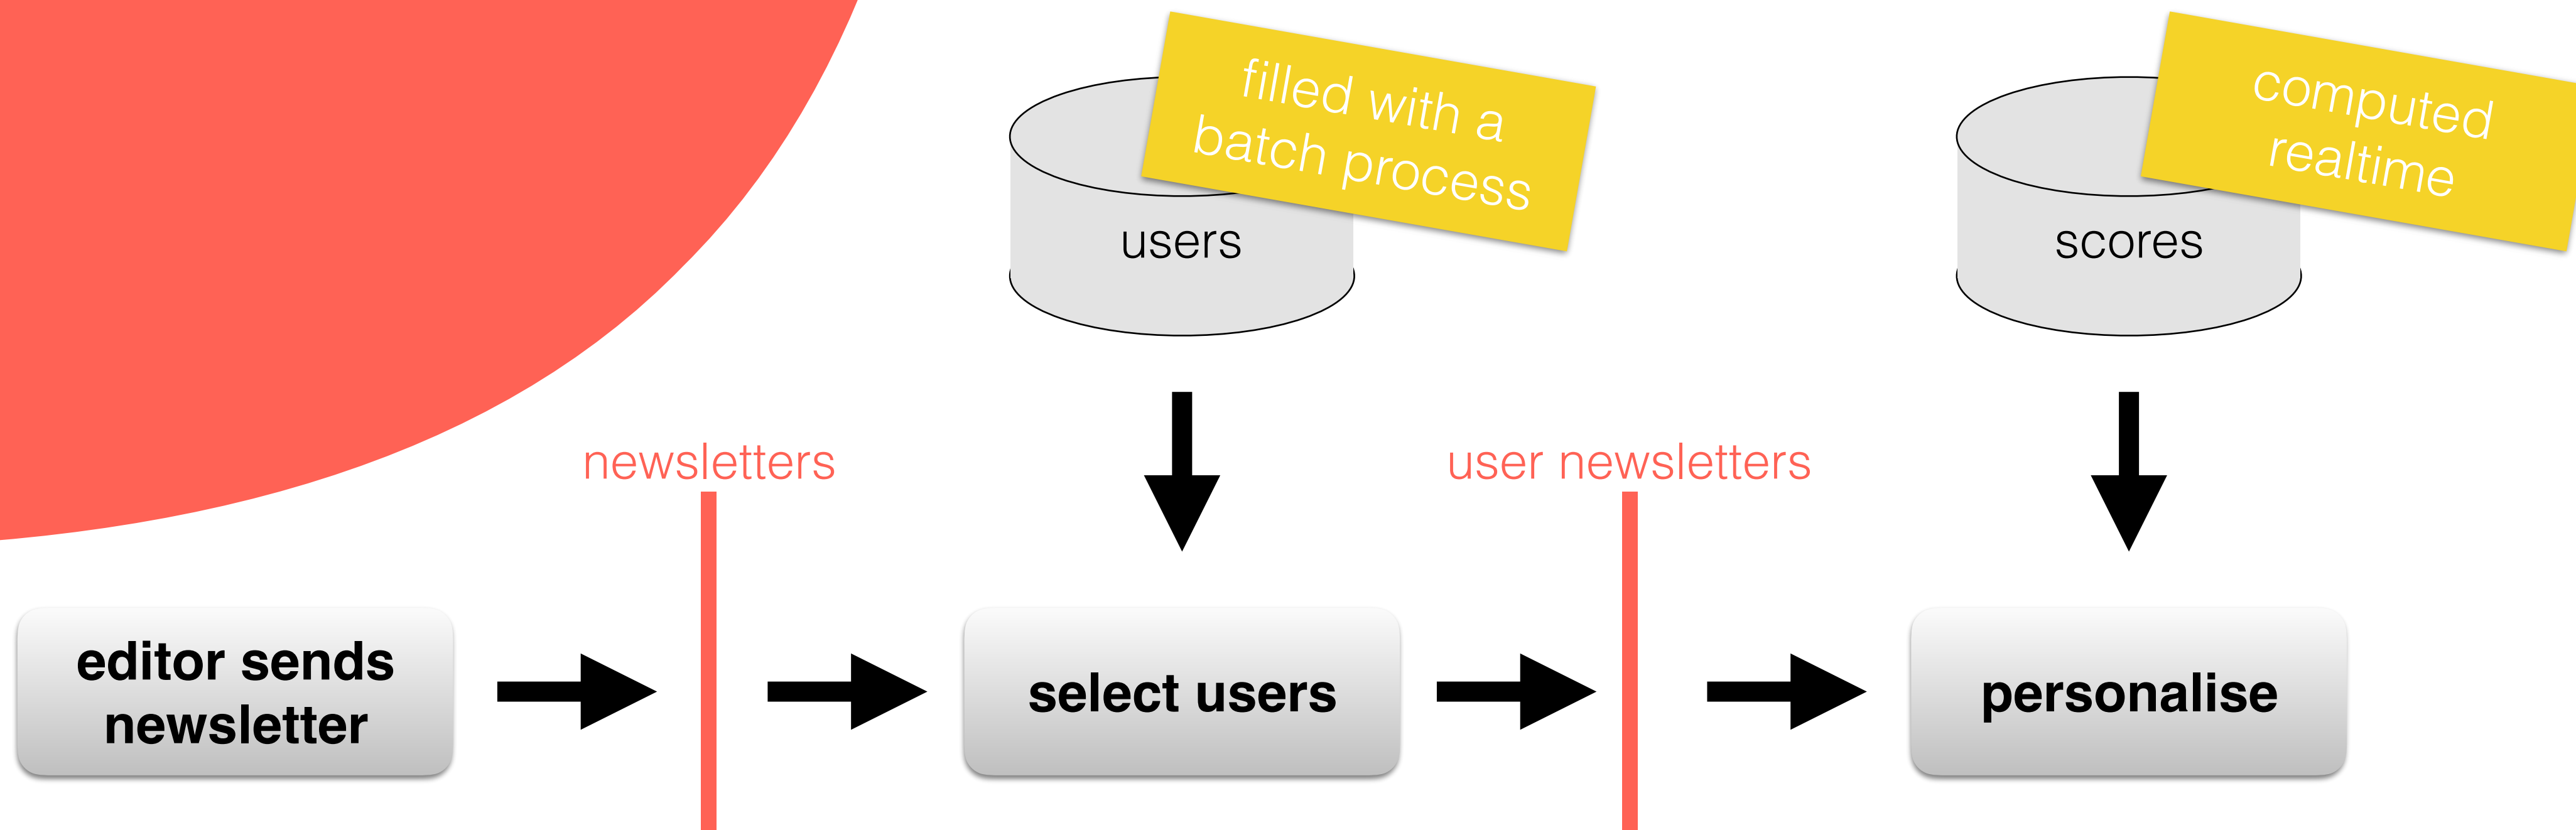 filled with a
batch process
users
computed
realtime
scores
newsletters
user newsletters
editor sends
newsletter
select users
personalise